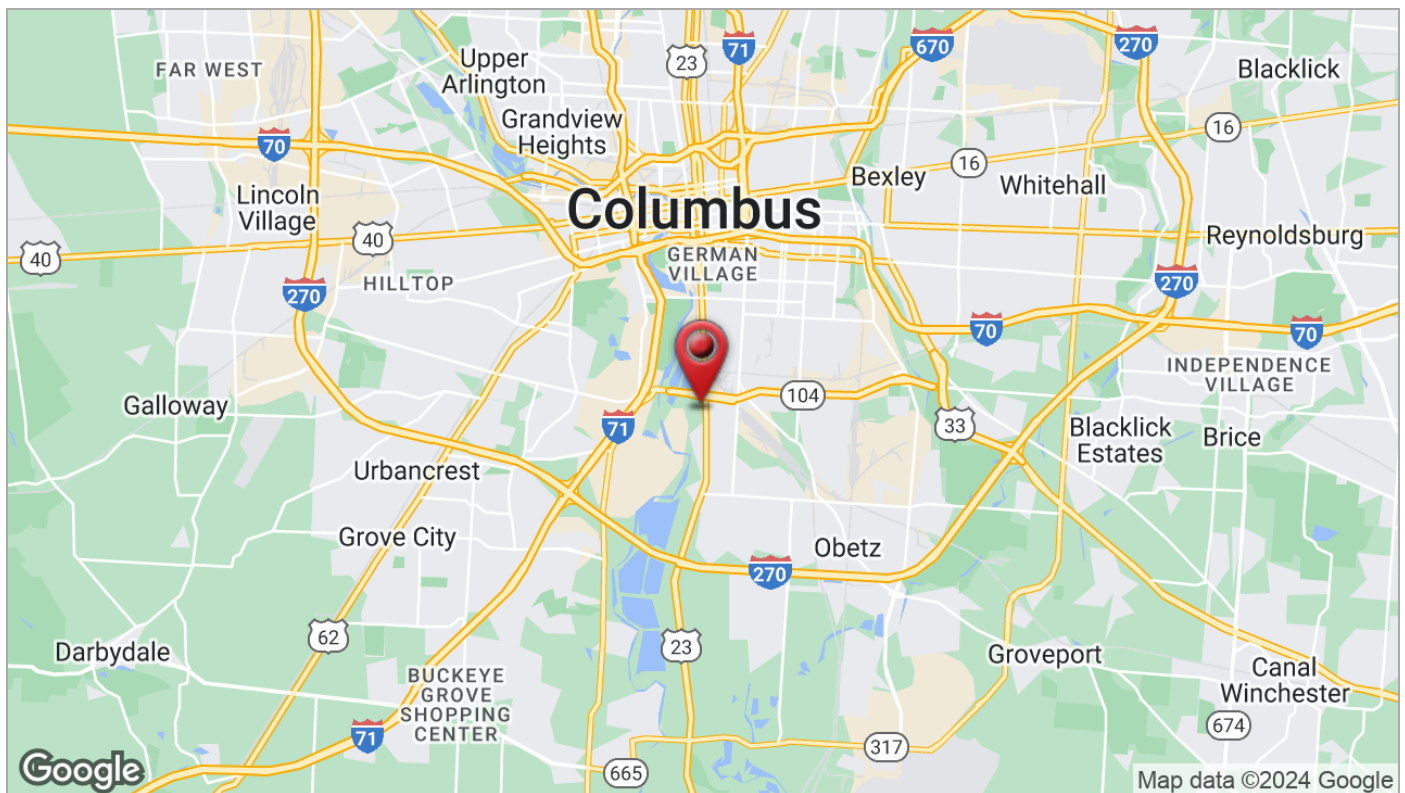 Upper
Arlington
FAR WEST
23
71
670
270
Blacklick
Grandview
Heights
70
16
16
Bexley
Whitehall
Lincoln
Village
Columbus
40
40
GERMAN
VILLAGE
Reynoldsburg
HILLTOP
270
270
70
70
INDEPENDENCE
VILLAGE
Galloway
104
71
33
Blacklick
Estates
Brice
Urbancrest
Grove City
Obetz
270
62
23
Darbydale
Groveport
BUCKEYE
GROVE
SHOPPING
CENTER
Canal
Winchester
674
71
317
665
Google
Map data ©2024 Google